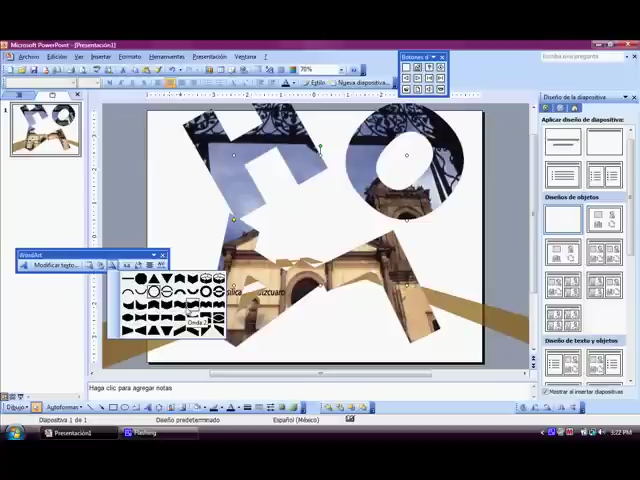 Microsoft PowerPoint - [Presentación1]
Archivo Edición Ver Insertar Formato Herramientas Presentación Ventana ?
Escriba una pregunta
70%
Estilo Nueva diapositiva
Botones d
Diseño de la diapositiva
Aplicar diseño de diapositiva:
Diseños de objetos
Diseños de texto y objetos
Mostrar al insertar diapositivas
1
H O
WordArt
Modificar texto...
Onda 2
Haga clic para agregar notas
Dibujo Autoformas
Diapositiva 1 de 1 Diseño predeterminado Español (México)
Presentación1 Flashing
3:22 PM